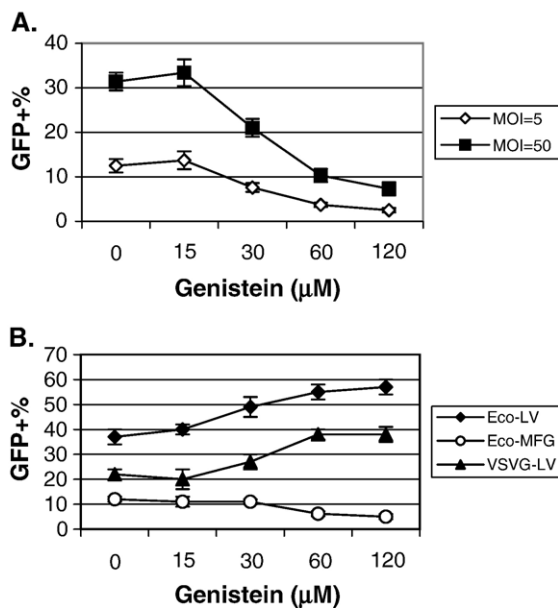 A.
GFP+%
40
30
20
10
0
0 15 30 60 120
Genistein (μM)
MOI=5
MOI=50
B.
GFP+%
70
60
50
40
30
20
10
0
0 15 30 60 120
Genistein (μM)
Eco-LV
Eco-MFG
VSVG-LV